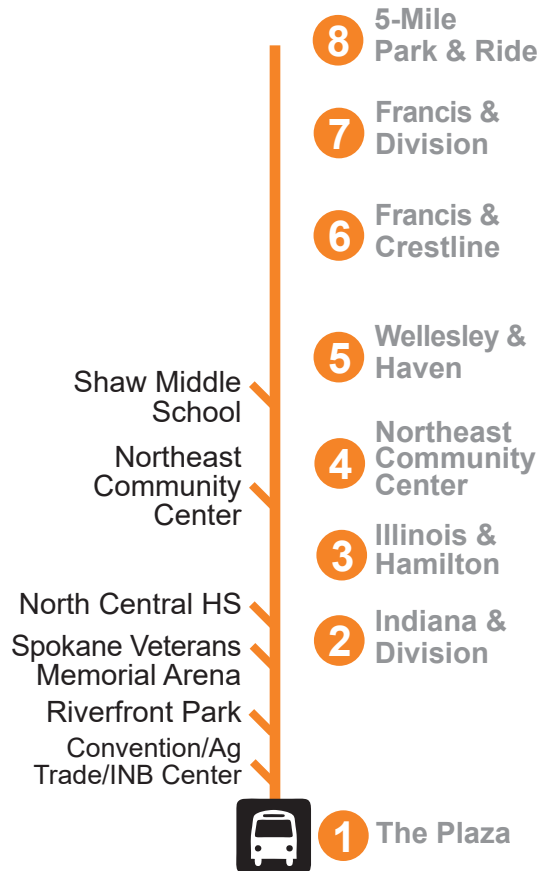 8
5-Mile
Park & Ride
7
Francis &
Division
6
Francis &
Crestline
5
Wellesley &
Haven
Shaw Middle
School
4
Northeast
Community
Center
Northeast
Community
Center
3
Illinois &
Hamilton
North Central HS
2
Indiana &
Division
Spokane Veterans
Memorial Arena
Riverfront Park
Convention/Ag
Trade/INB Center
1
The Plaza